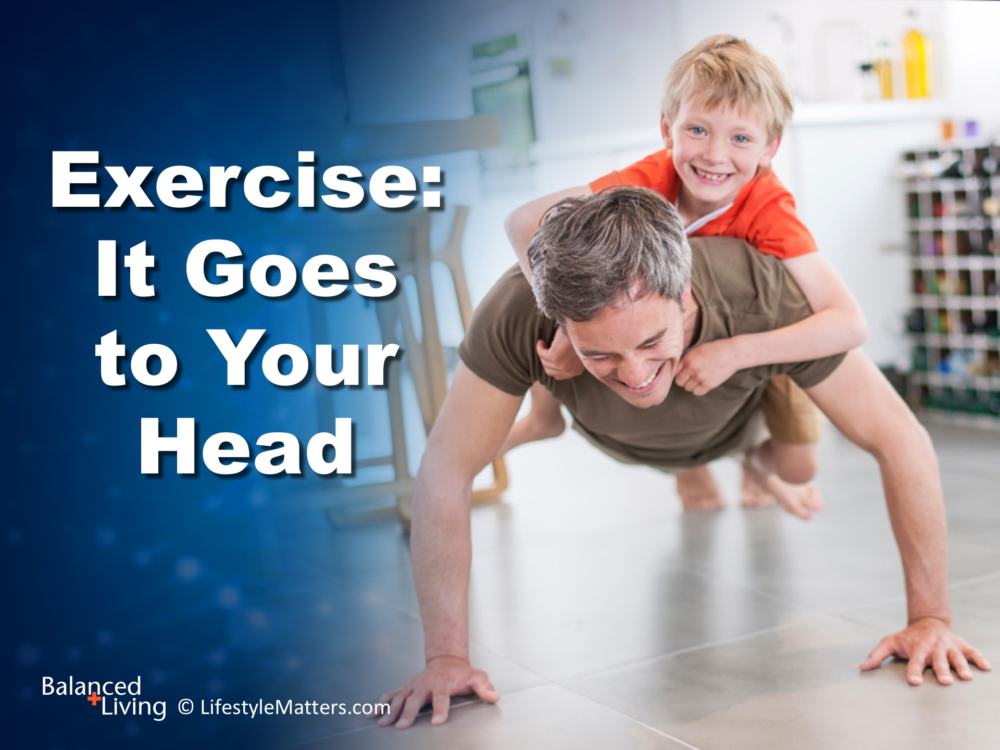 Exercise:
It Goes
to Your
Head
Balanced
Living © LifestyleMatters.com